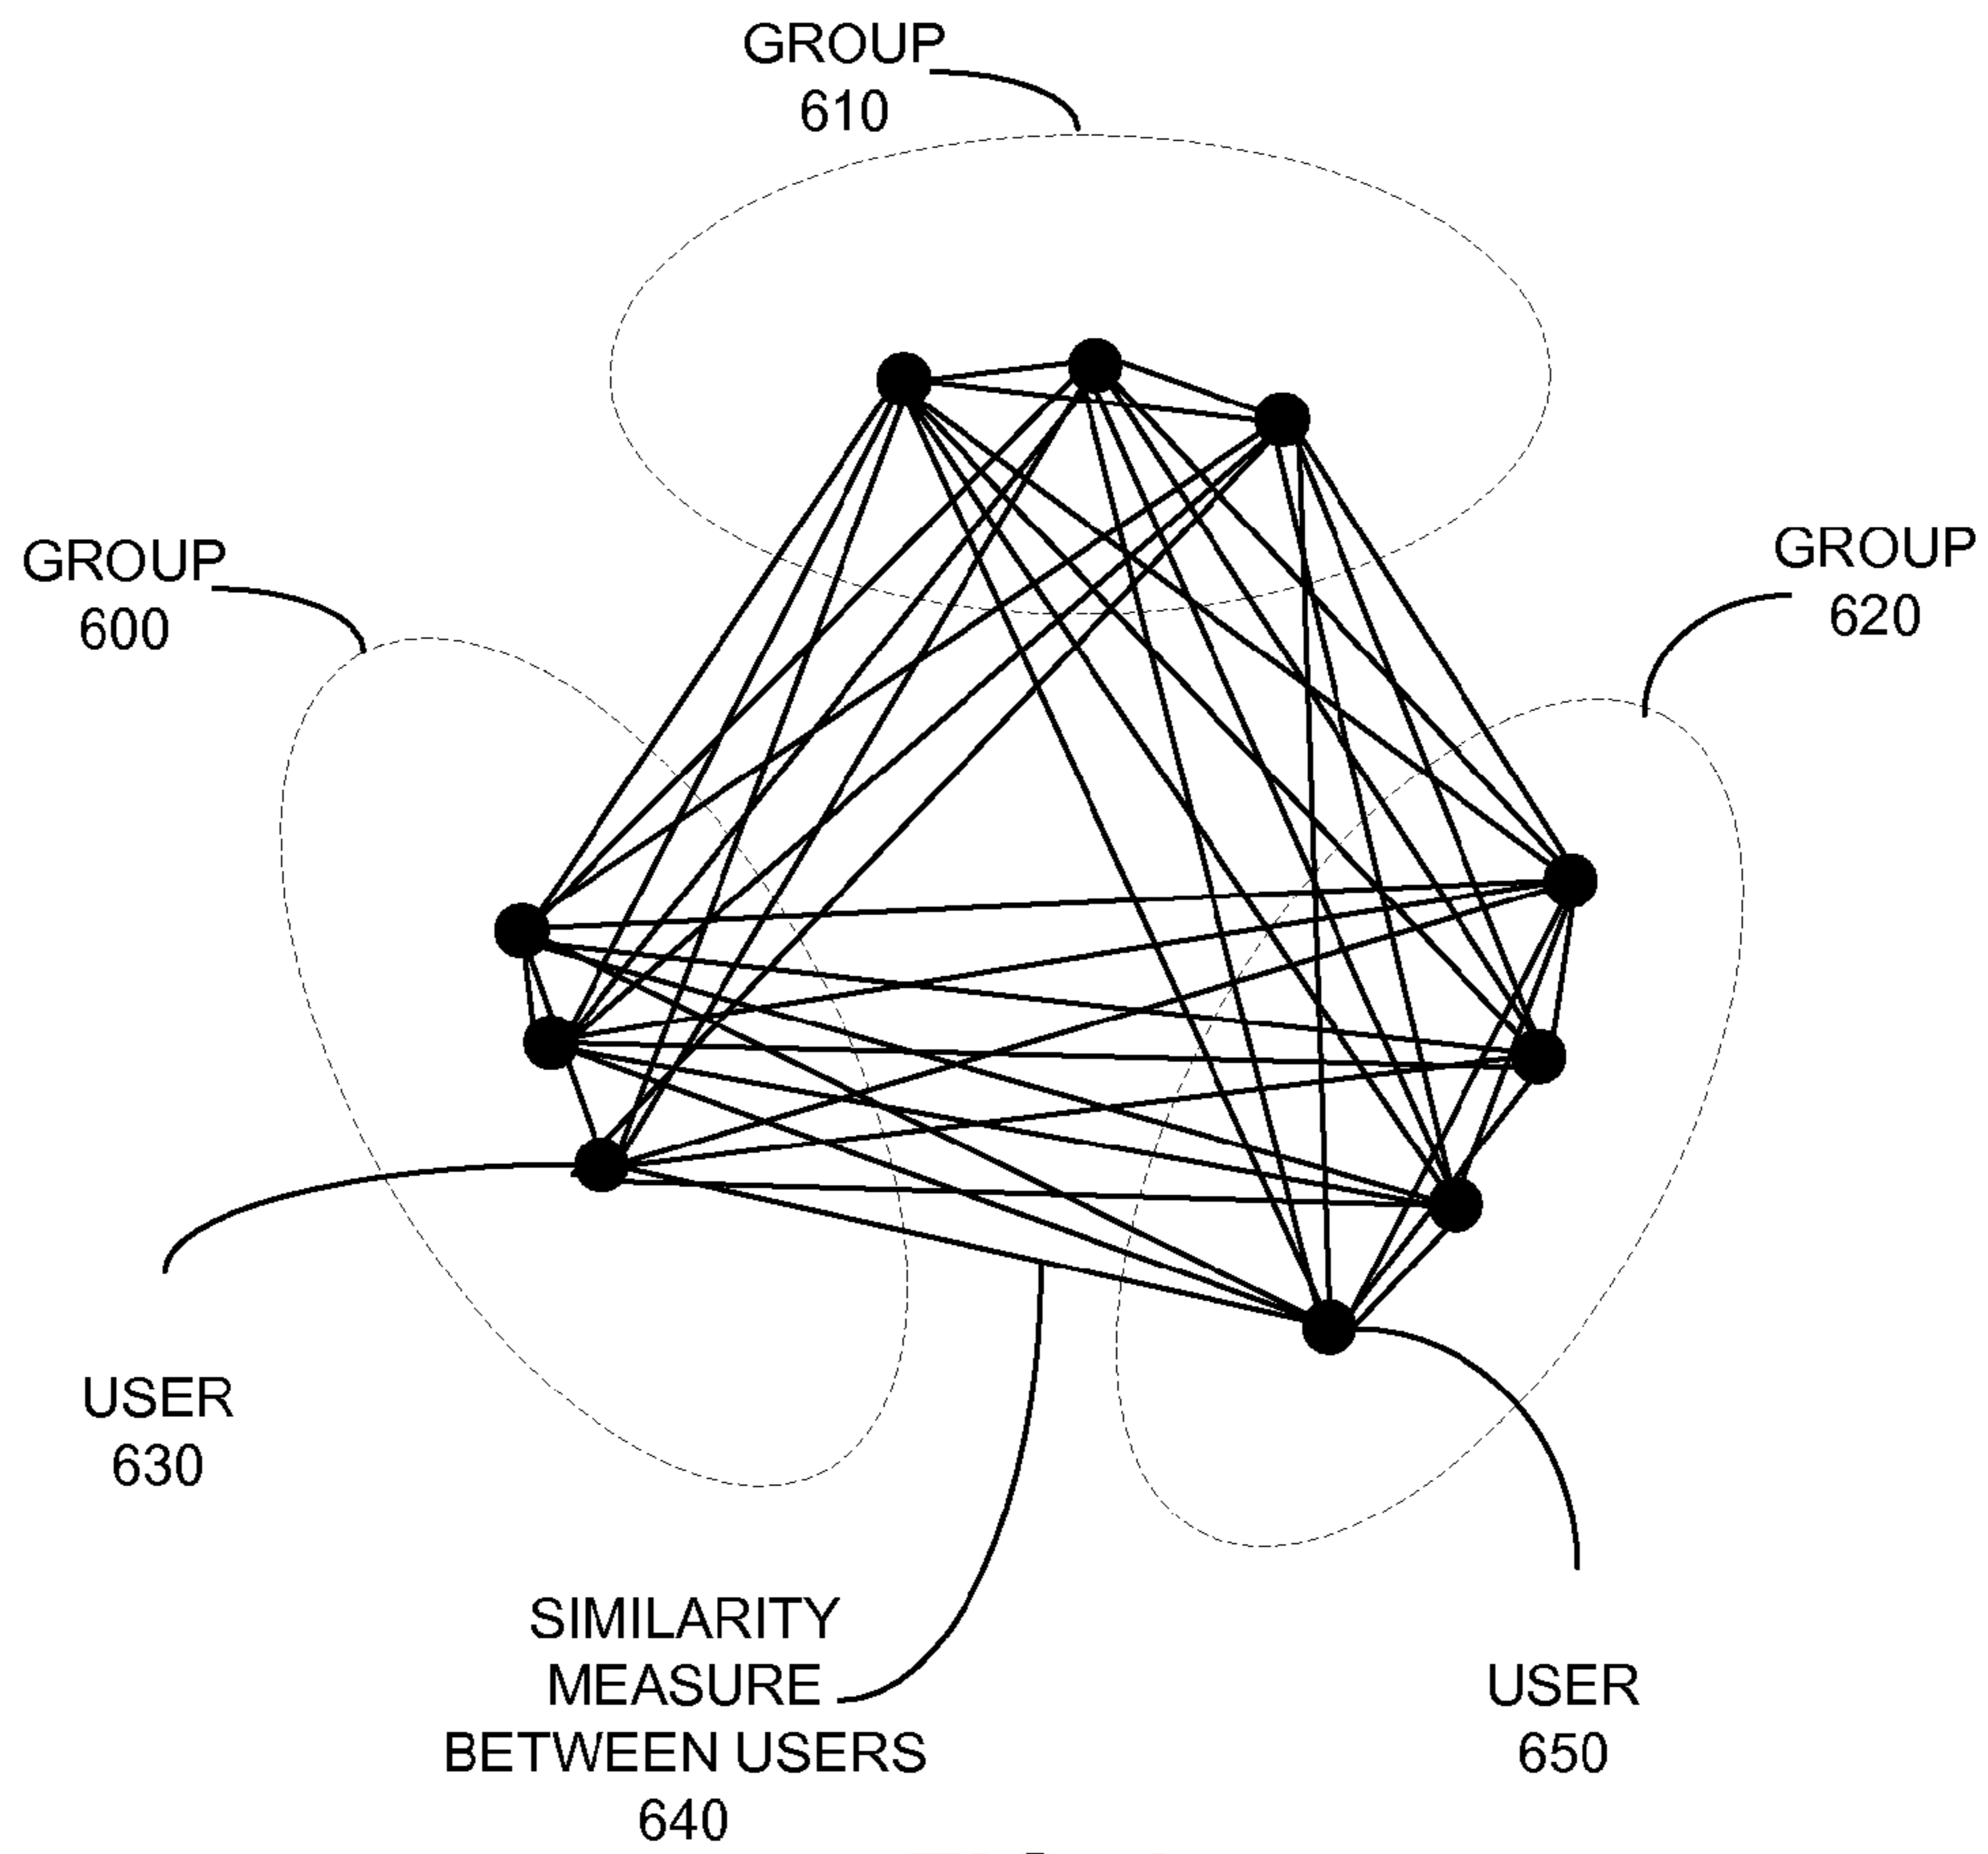 GROUP
610
GROUP
600
GROUP
620
USER
630
SIMILARITY
MEASURE
BETWEEN USERS
640
USER
650